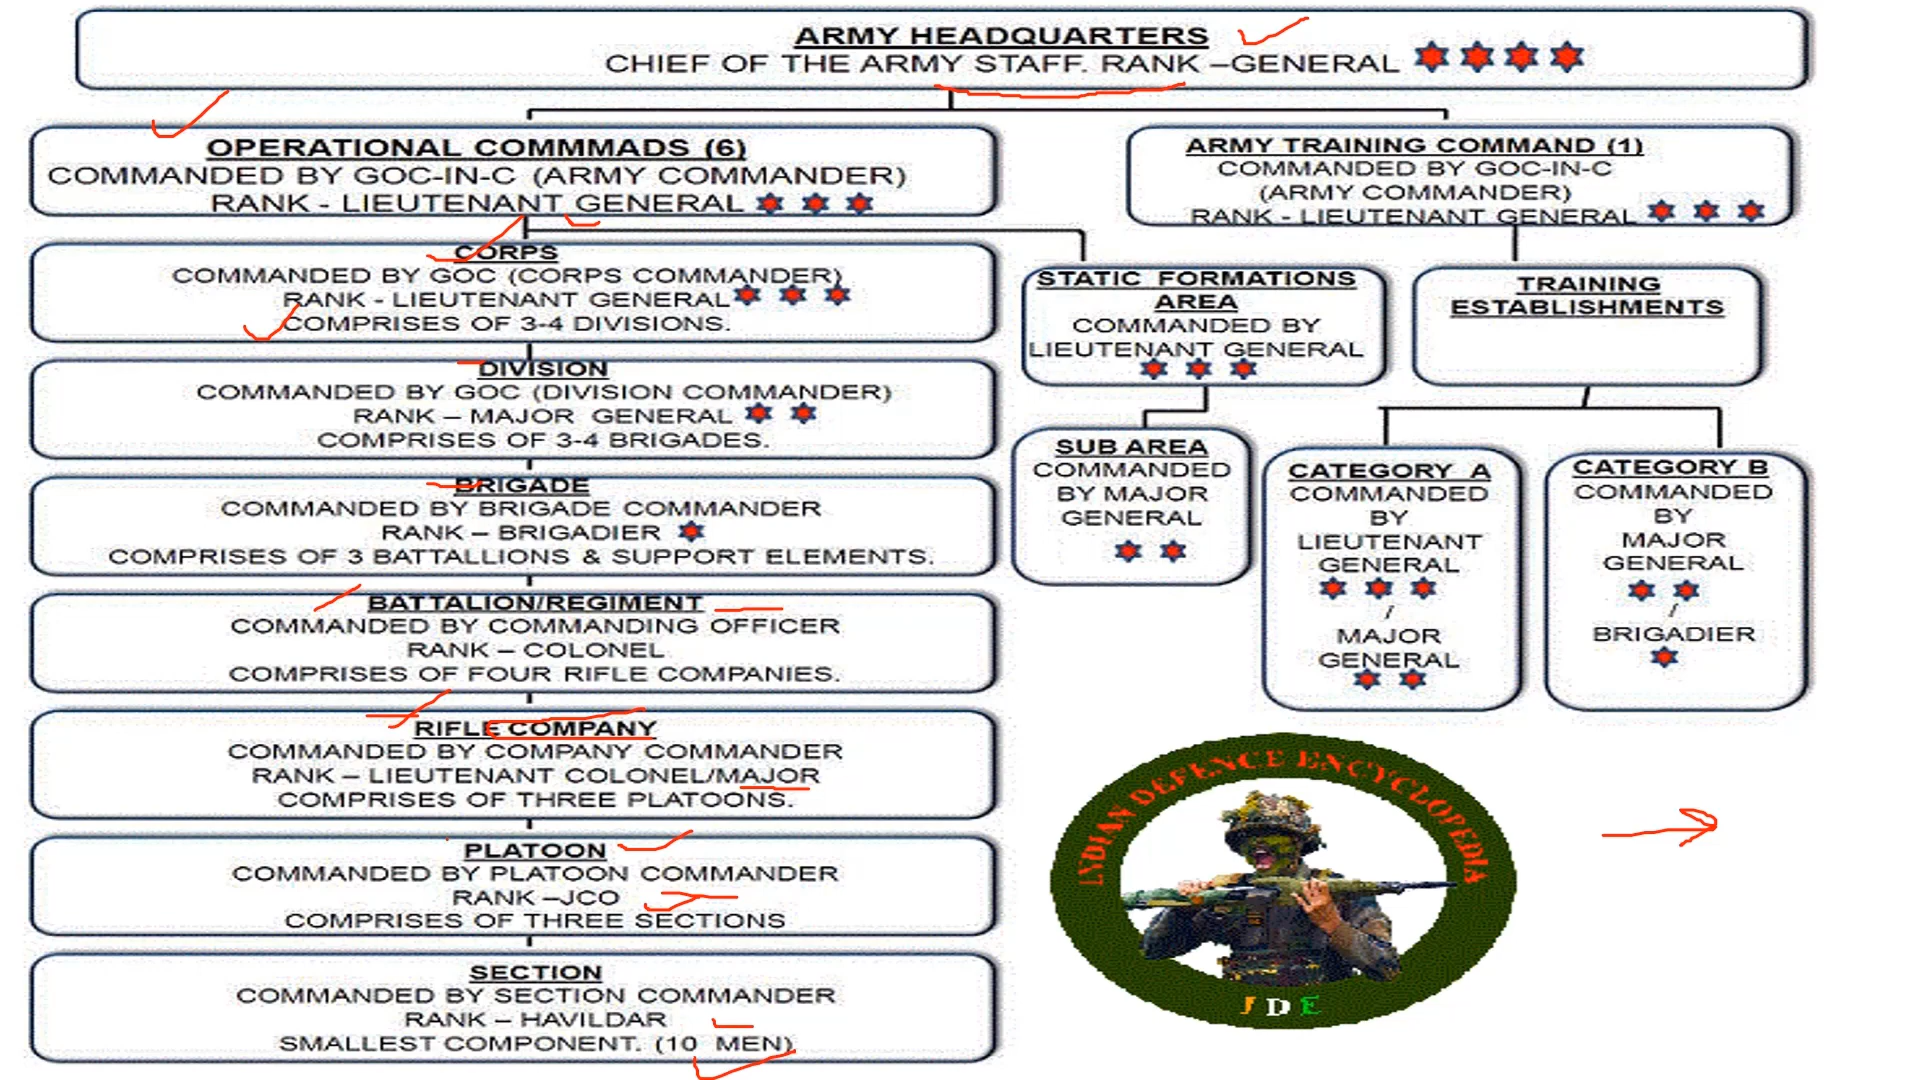 ARMY HEADQUARTERS
CHIEF OF THE ARMY STAFF. RANK –GENERAL
OPERATIONAL COMMMADS (6)
COMMANDED BY GOC-IN-C (ARMY COMMANDER)
RANK - LIEUTENANT GENERAL
ARMY TRAINING COMMAND (1)
COMMANDED BY GOC-IN-C
(ARMY COMMANDER)
RANK - LIEUTENANT GENERAL
CORPS
COMMANDED BY GOC (CORPS COMMANDER)
RANK - LIEUTENANT GENERAL
COMPRISES OF 3-4 DIVISIONS.
STATIC FORMATIONS
AREA
COMMANDED BY
LIEUTENANT GENERAL
TRAINING
ESTABLISHMENTS
DIVISION
COMMANDED BY GOC (DIVISION COMMANDER)
RANK – MAJOR GENERAL
COMPRISES OF 3-4 BRIGADES.
SUB AREA
COMMANDED
BY MAJOR
GENERAL
CATEGORY A
COMMANDED
BY
LIEUTENANT
GENERAL
/
MAJOR
GENERAL
CATEGORY B
COMMANDED
BY
MAJOR
GENERAL
/
BRIGADIER
BRIGADE
COMMANDED BY BRIGADE COMMANDER
RANK – BRIGADIER
COMPRISES OF 3 BATTALLIONS & SUPPORT ELEMENTS.
BATTALION/REGIMENT
COMMANDED BY COMMANDING OFFICER
RANK – COLONEL
COMPRISES OF FOUR RIFLE COMPANIES.
RIFLE COMPANY
COMMANDED BY COMPANY COMMANDER
RANK – LIEUTENANT COLONEL/MAJOR
COMPRISES OF THREE PLATOONS.
PLATOON
COMMANDED BY PLATOON COMMANDER
RANK –JCO
COMPRISES OF THREE SECTIONS
SECTION
COMMANDED BY SECTION COMMANDER
RANK – HAVILDAR
SMALLEST COMPONENT. (10 MEN)
INDIAN DEFENCE ENCYCLOPEDIA
IDE